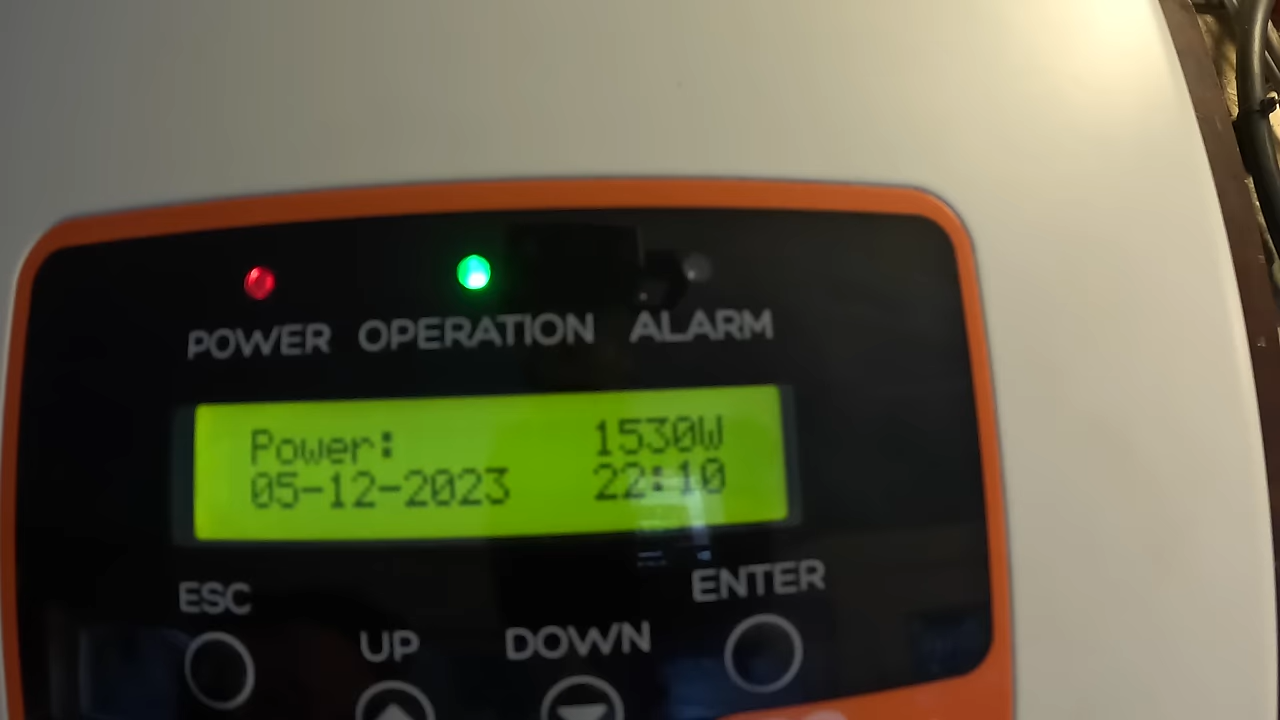 POWER OPERATION ALARM
Power: 1530W
05-12-2023 22:10
ESC UP DOWN ENTER